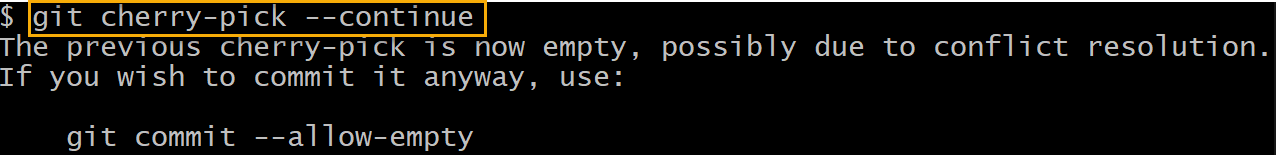 $ git cherry-pick --continue
The previous cherry-pick is now empty, possibly due to conflict resolution.
If you wish to commit it anyway, use:
git commit --allow-empty